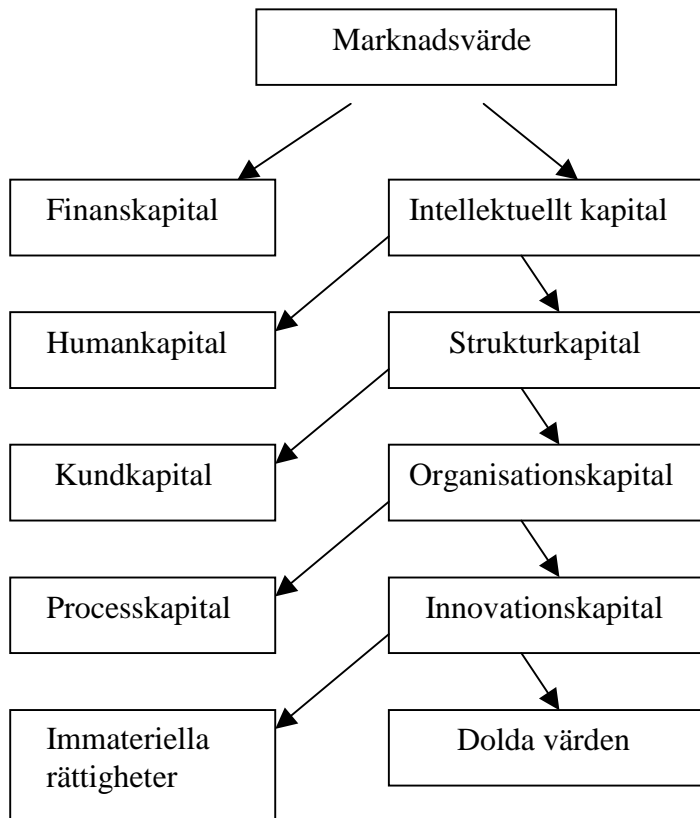 Marknadsvärde
Finanskapital
Intellektuellt kapital
Humankapital
Strukturkapital
Kundkapital
Organisationskapital
Processkapital
Innovationskapital
Immateriella
rättigheter
Dolda värden